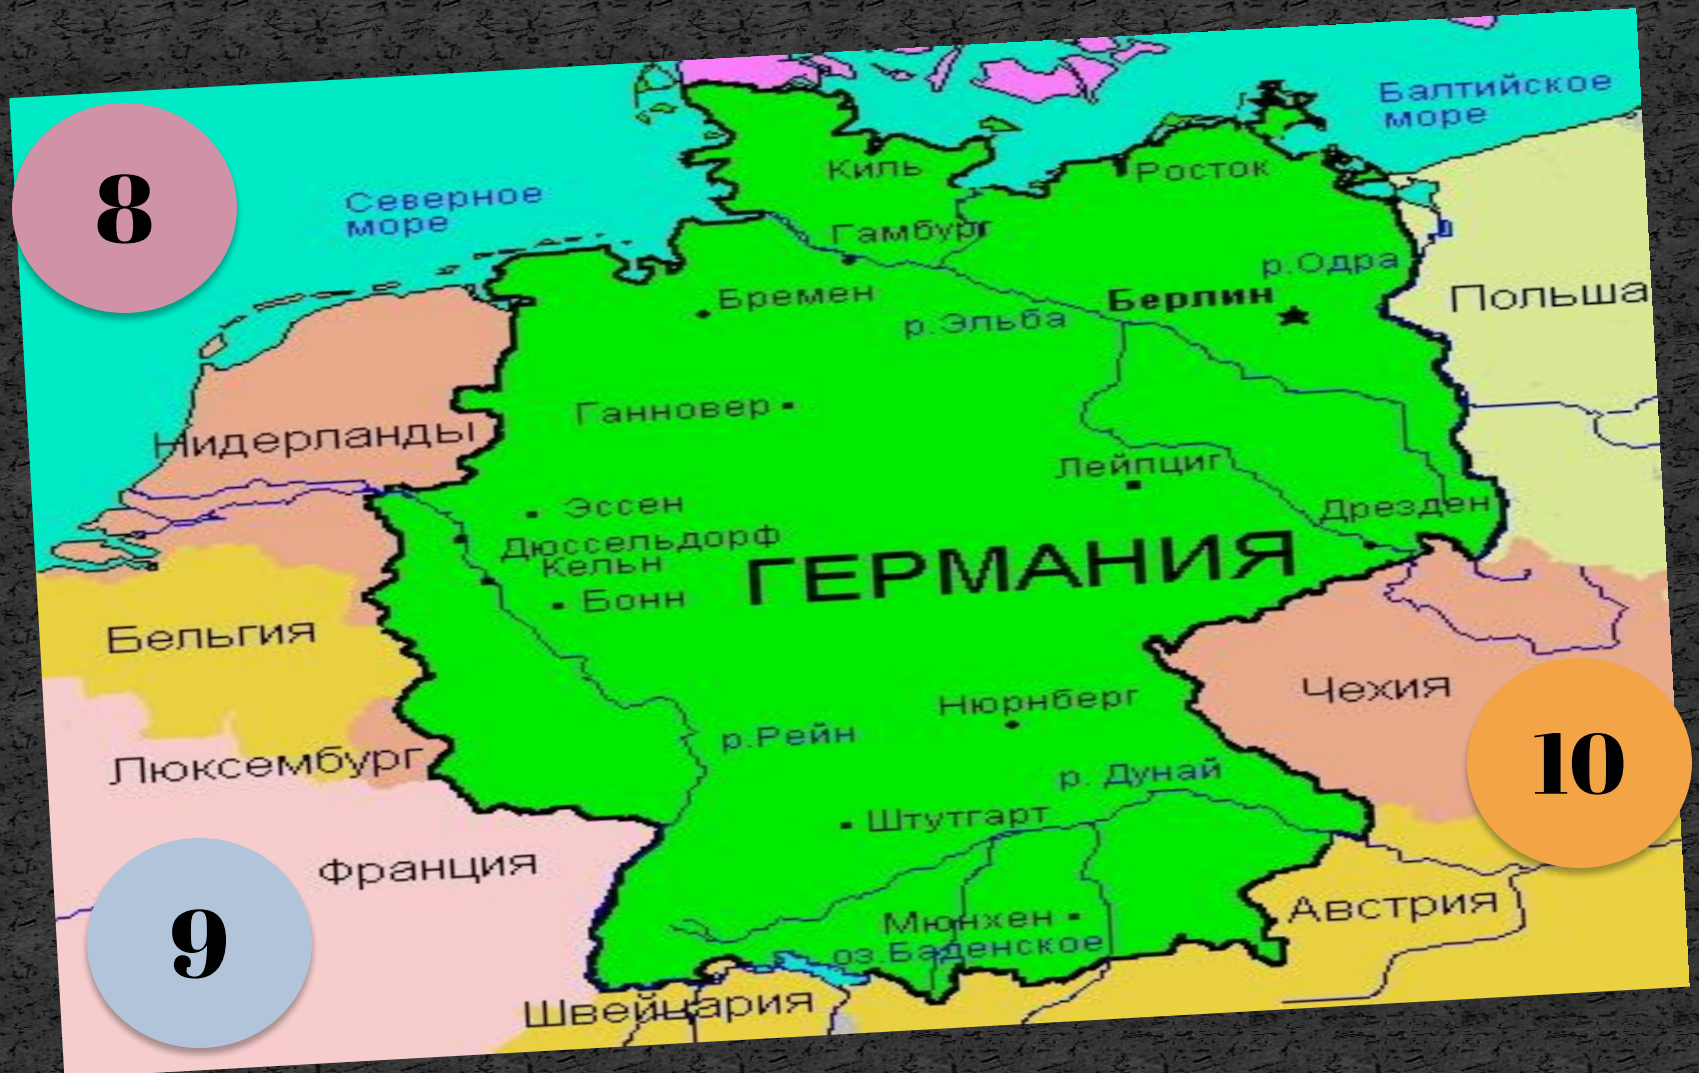 Балтийское
море
8
Северное
море
Киль
Росток
Гамбург
р.Одра
Бремен
Берлин
Польша
р.Эльба
Ганновер
Нидерланды
Лейпциг
Эссен
Дрезден
Дюссельдорф
Кельн
ГЕРМАНИЯ
Бонн
Бельгия
Чехия
Нюрнберг
р.Рейн
Люксембург
р. Дунай
10
Штутгарт
Франция
Австрия
9
Мюнхен
оз.Баденское
Швейцария